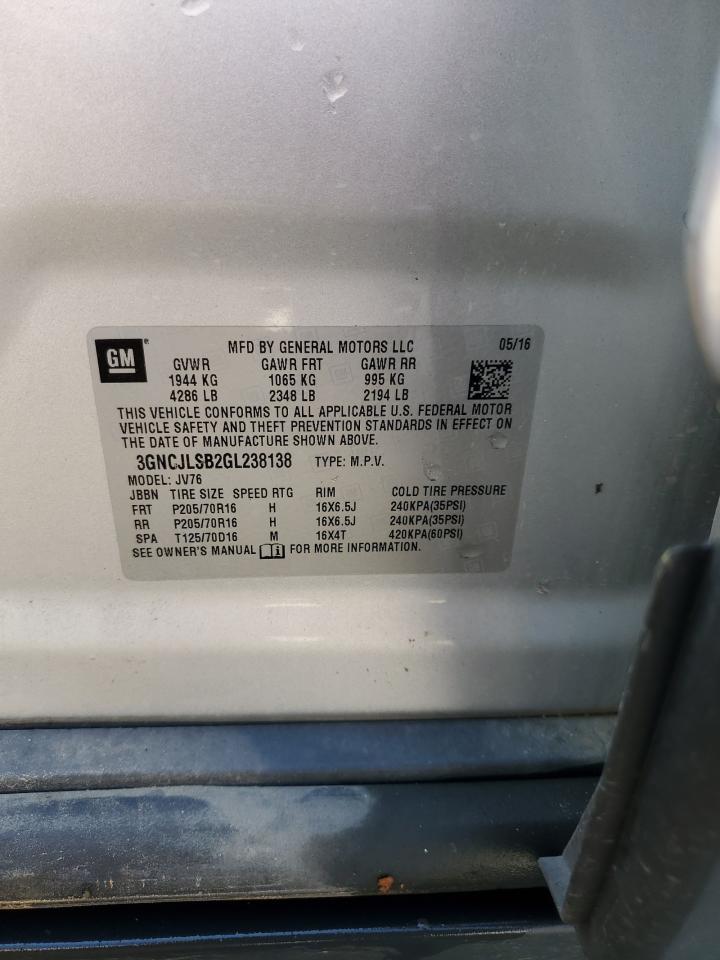 GM ®
MFD BY GENERAL MOTORS LLC 05/16
GVWR GAWR FRT GAWR RR
1944 KG 1065 KG 995 KG
4286 LB 2348 LB 2194 LB
THIS VEHICLE CONFORMS TO ALL APPLICABLE U.S. FEDERAL MOTOR
VEHICLE SAFETY AND THEFT PREVENTION STANDARDS IN EFFECT ON
THE DATE OF MANUFACTURE SHOWN ABOVE.
3GNCJLSB2GL238138 TYPE: M.P.V.
MODEL: JV76
JBBN TIRE SIZE SPEED RTG RIM COLD TIRE PRESSURE
FRT P205/70R16 H 16X6.5J 240KPA(35PSI)
RR P205/70R16 H 16X6.5J 240KPA(35PSI)
SPA T125/70D16 M 16X4T 420KPA(60PSI)
SEE OWNER'S MANUAL i FOR MORE INFORMATION.